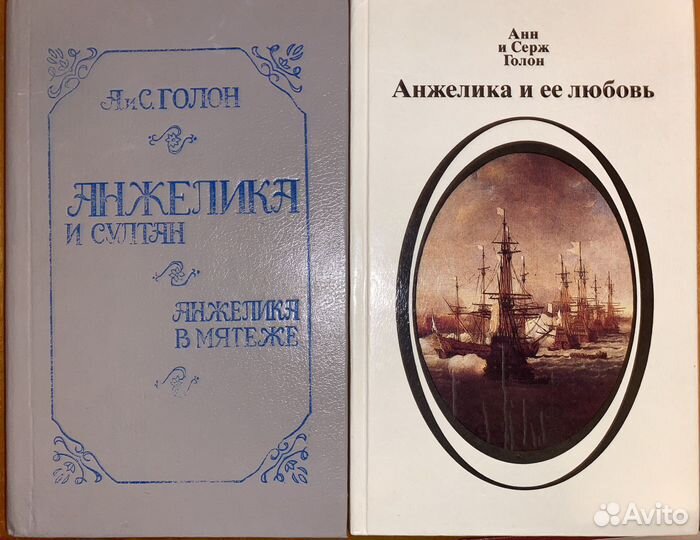 А и С. ГОЛОН
АНЖЕЛИКА
И СУЛТАН
АНЖЕЛИКА
В МЯТЕЖЕ
Анн
и Серж
Голон
Анжелика и ее любовь
Avito